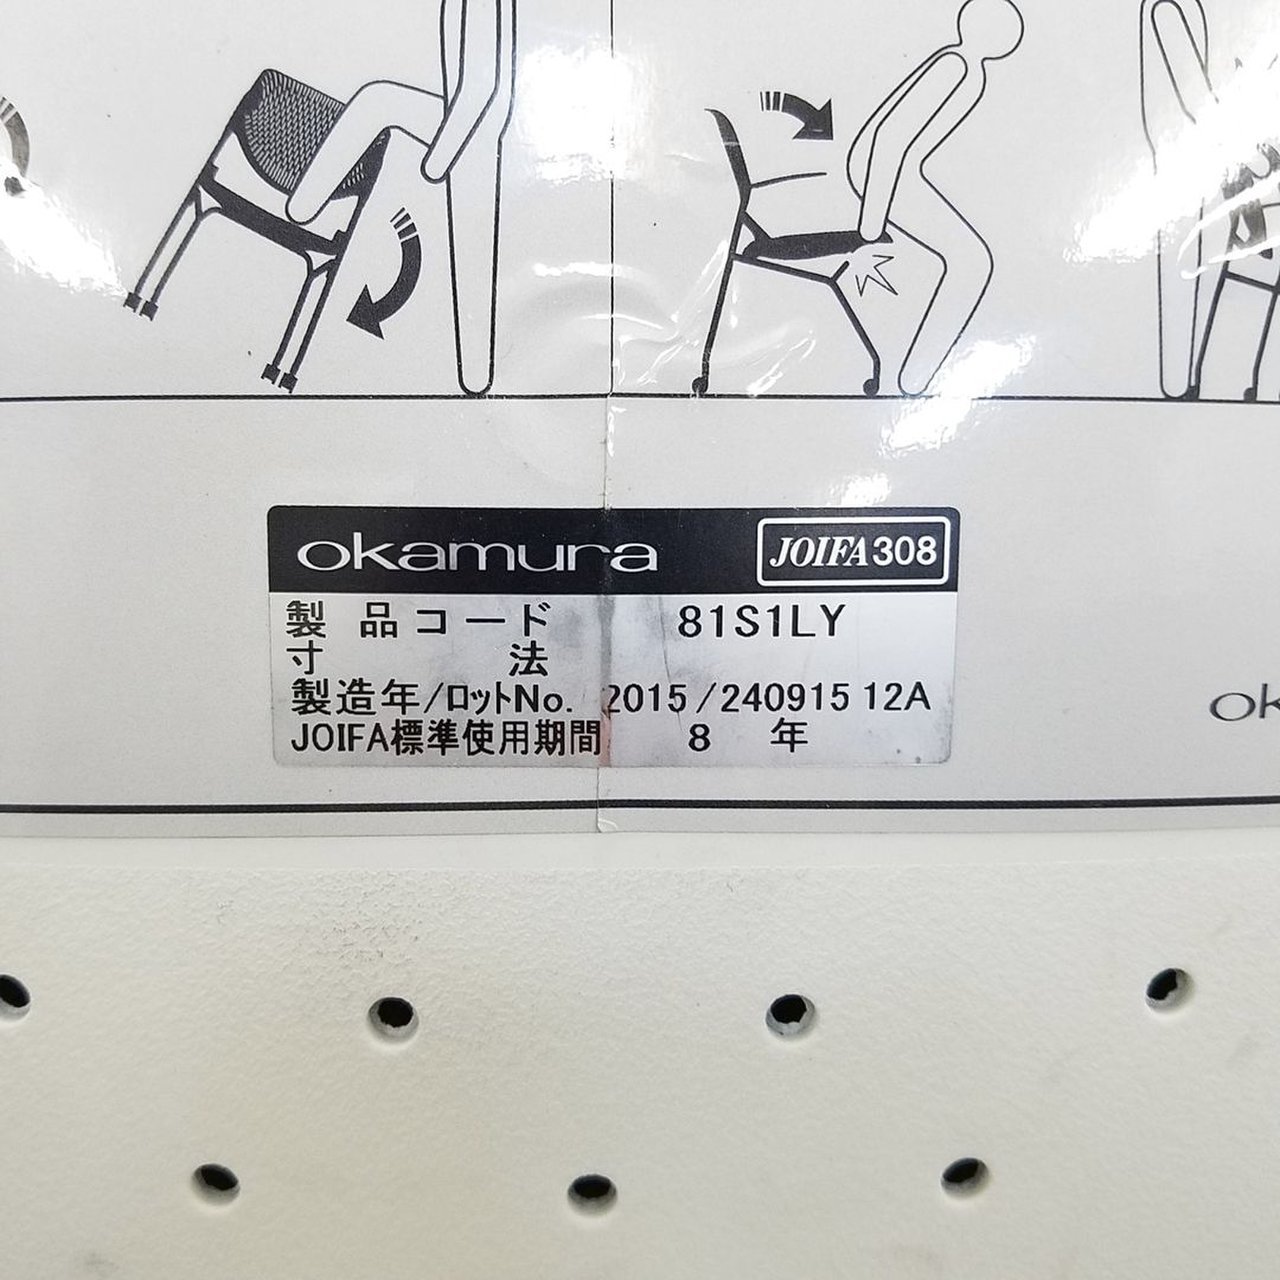 okamura JOIFA308
製品コード 81S1LY
寸法
製造年/ロットNo. 2015/240915 12A
JOIFA標準使用期間 8年
ok